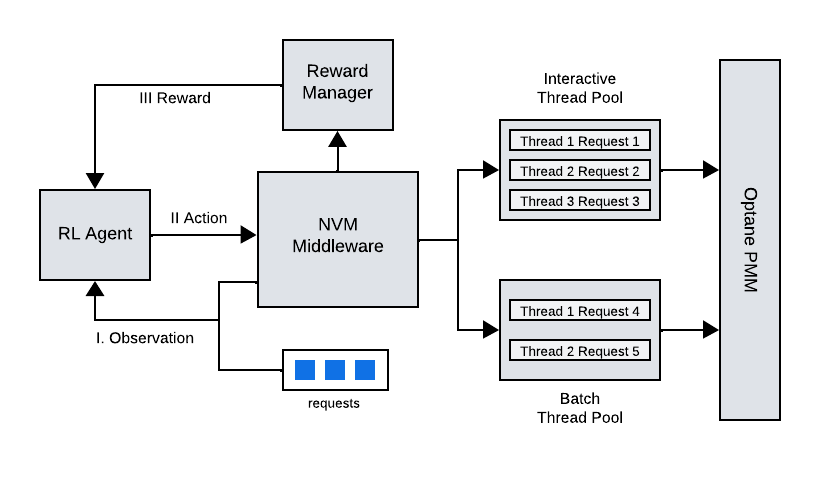 Reward
Manager
III Reward
RL Agent
II Action
NVM
Middleware
I. Observation
requests
Interactive
Thread Pool
Thread 1 Request 1
Thread 2 Request 2
Thread 3 Request 3
Thread 1 Request 4
Thread 2 Request 5
Batch
Thread Pool
Optane PMM